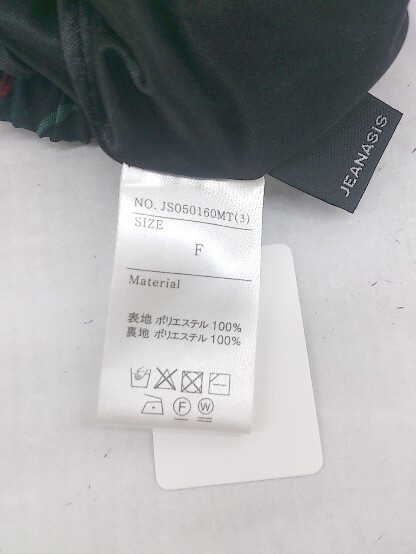 JEANASIS
NO. JS050160MT(3)
SIZE
F
Material
表地 ポリエステル 100%
裏地 ポリエステル 100%
F W